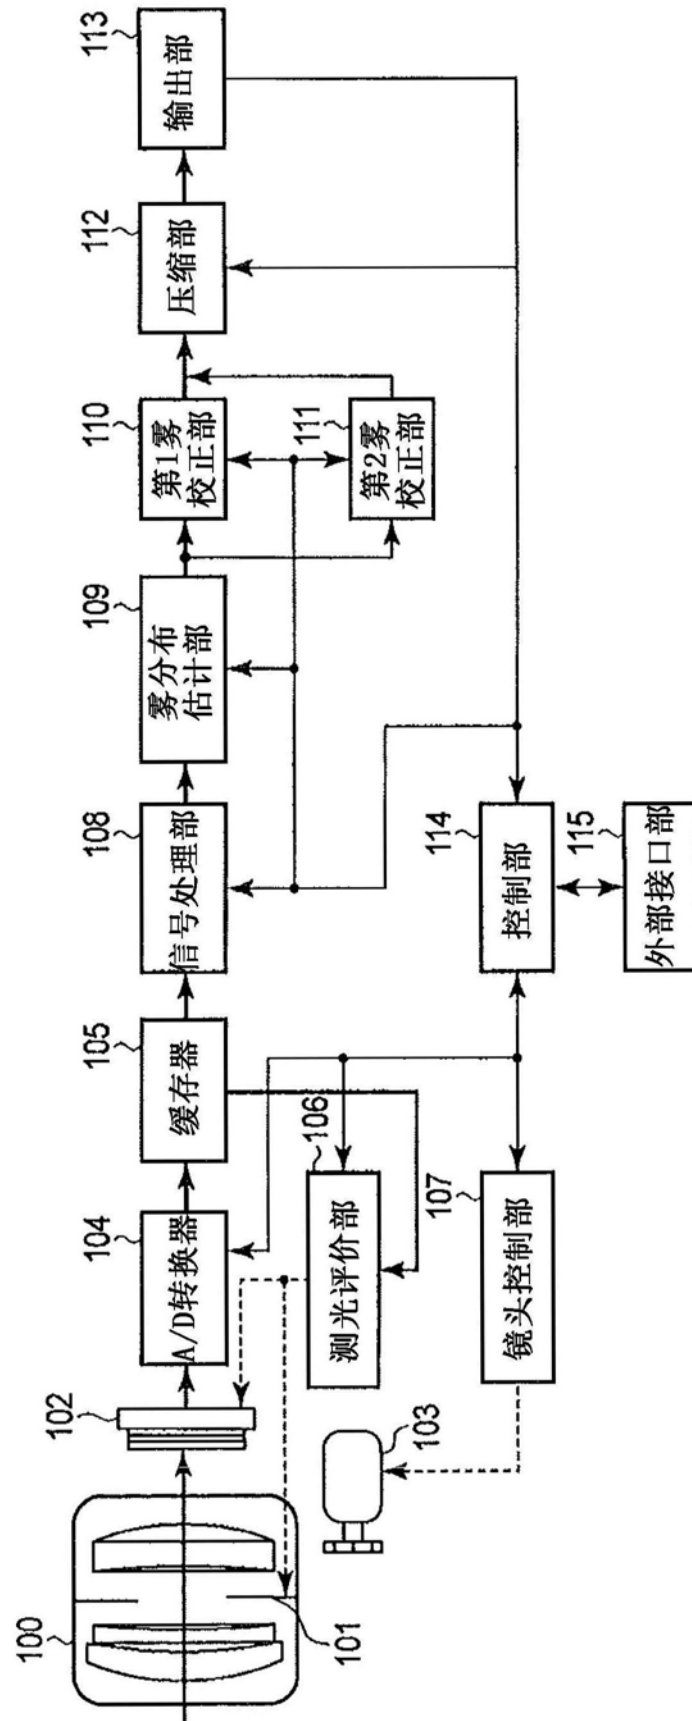 100
101
102
103
104
A/D转换器
105
缓存器
106
测光评价部
107
镜头控制部
108
信号处理部
109
雾分布
估计部
110
第1雾
校正部
111
第2雾
校正部
112
压缩部
113
输出部
114
控制部
115
外部接口部